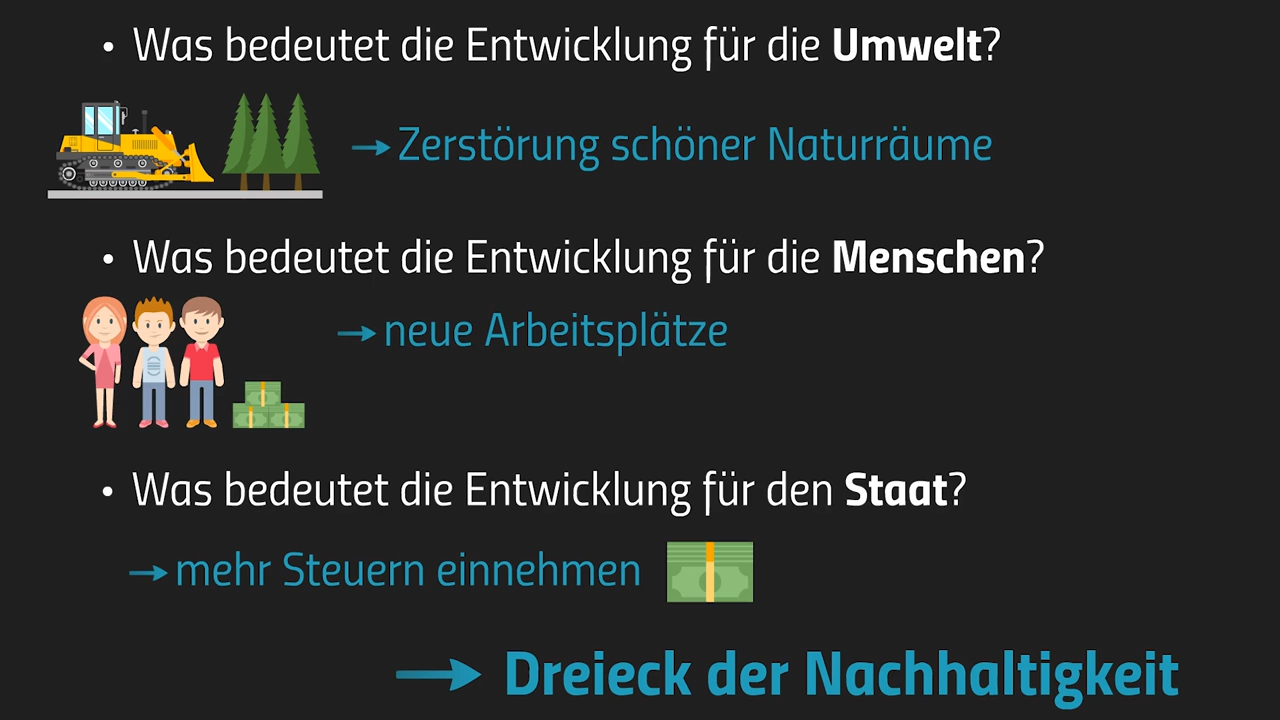 • Was bedeutet die Entwicklung für die Umwelt?
→ Zerstörung schöner Naturräume
• Was bedeutet die Entwicklung für die Menschen?
→ neue Arbeitsplätze
• Was bedeutet die Entwicklung für den Staat?
→ mehr Steuern einnehmen
→ Dreieck der Nachhaltigkeit